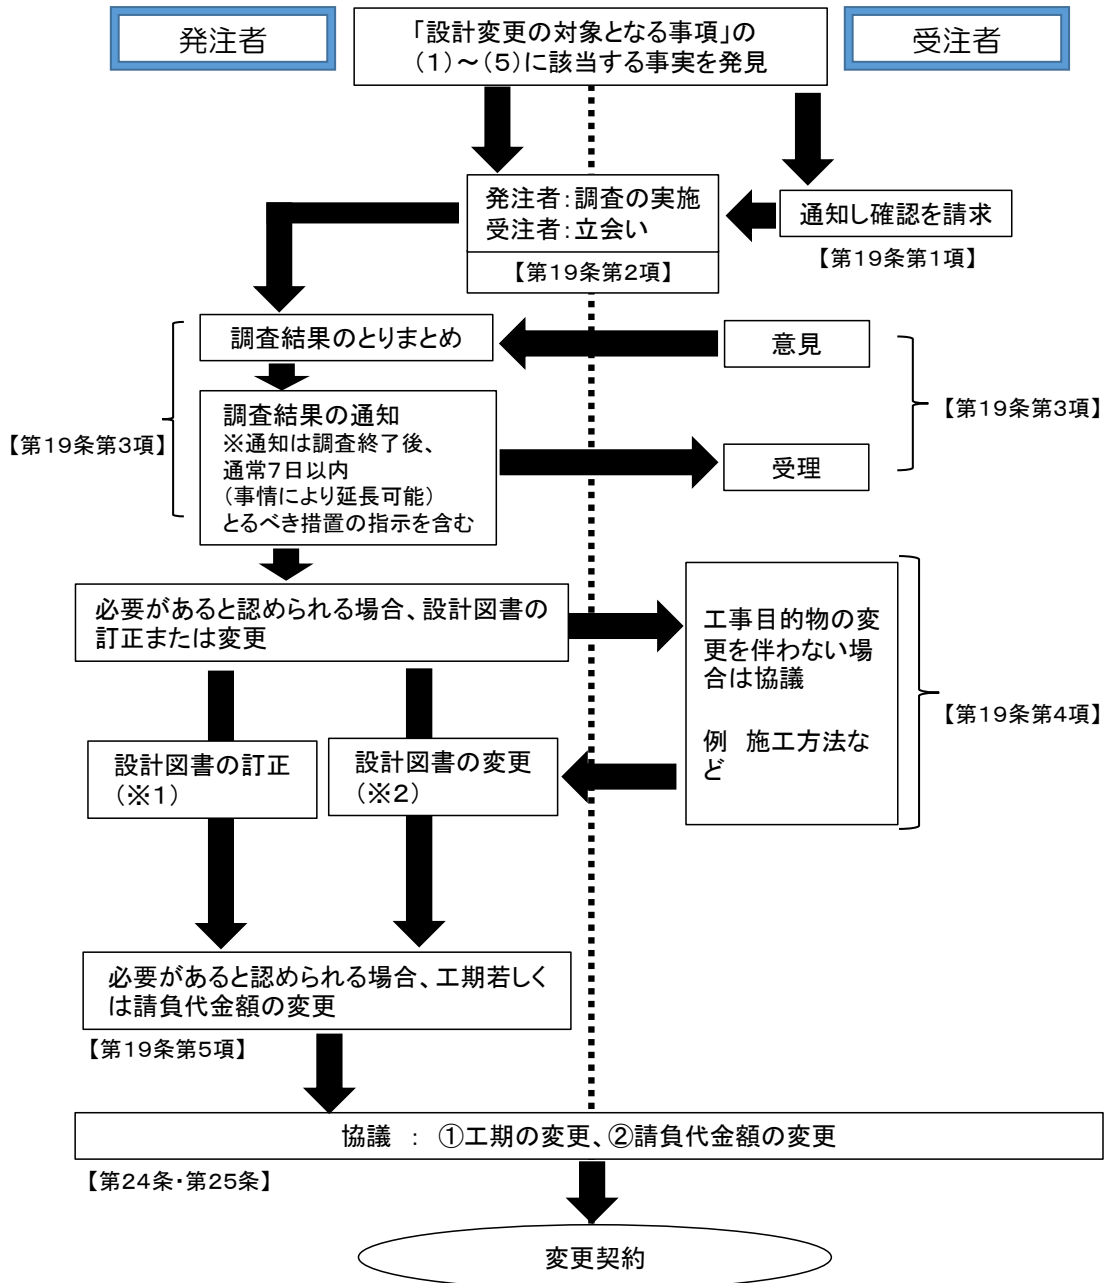 発注者
「設計変更の対象となる事項」の
(1)～(5)に該当する事実を発見
受注者
発注者：調査の実施
受注者：立会い
【第19条第2項】
通知し確認を請求
【第19条第1項】
調査結果のとりまとめ
意見
【第19条第3項】
調査結果の通知
※通知は調査終了後、
通常7日以内
（事情により延長可能）
とるべき措置の指示を含む
受理
【第19条第3項】
必要があると認められる場合、設計図書の
訂正または変更
工事目的物の変
更を伴わない場
合は協議
例　施工方法な
ど
【第19条第4項】
設計図書の訂正
（※1）
設計図書の変更
（※2）
必要があると認められる場合、工期若しく
は請負代金額の変更
【第19条第5項】
協議　：　①工期の変更、②請負代金額の変更
【第24条・第25条】
変更契約